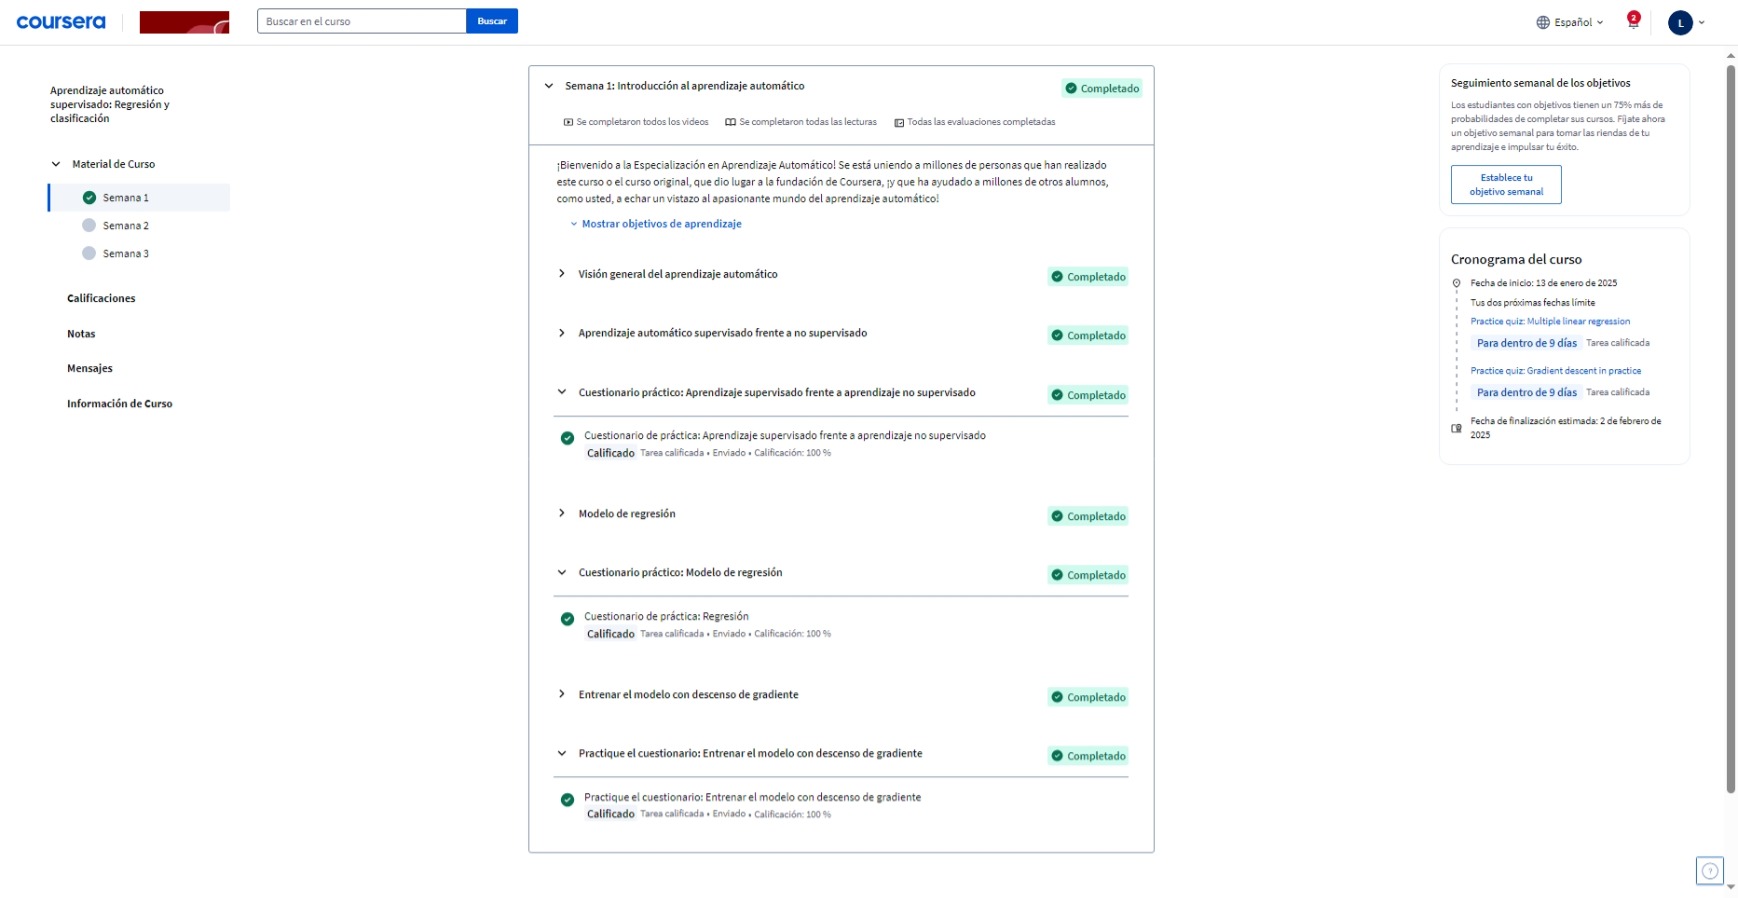 coursera
Buscar en el curso
Buscar
Español
2
L
Aprendizaje automático
supervisado: Regresión y
clasificación
Material de Curso
Semana 1
Semana 2
Semana 3
Calificaciones
Notas
Mensajes
Información de Curso
Semana 1: Introducción al aprendizaje automático
Completado
Se completaron todos los videos
Se completaron todas las lecturas
Todas las evaluaciones completadas
¡Bienvenido a la Especialización en Aprendizaje Automático! Se está uniendo a millones de personas que han realizado
este curso o el curso original, que dio lugar a la fundación de Coursera, ¡y que ha ayudado a millones de otros alumnos,
como usted, a echar un vistazo al apasionante mundo del aprendizaje automático!
Mostrar objetivos de aprendizaje
Visión general del aprendizaje automático
Completado
Aprendizaje automático supervisado frente a no supervisado
Completado
Cuestionario práctico: Aprendizaje supervisado frente a aprendizaje no supervisado
Completado
Cuestionario de práctica: Aprendizaje supervisado frente a aprendizaje no supervisado
Calificado Tarea calificada • Enviado • Calificación: 100 %
Modelo de regresión
Completado
Cuestionario práctico: Modelo de regresión
Completado
Cuestionario de práctica: Regresión
Calificado Tarea calificada • Enviado • Calificación: 100 %
Entrenar el modelo con descenso de gradiente
Completado
Practique el cuestionario: Entrenar el modelo con descenso de gradiente
Completado
Practique el cuestionario: Entrenar el modelo con descenso de gradiente
Calificado Tarea calificada • Enviado • Calificación: 100 %
Seguimiento semanal de los objetivos
Los estudiantes con objetivos tienen un 75% más de
probabilidades de completar sus cursos. Fíjate ahora
un objetivo semanal para tomar las riendas de tu
aprendizaje e impulsar tu éxito.
Establece tu
objetivo semanal
Cronograma del curso
Fecha de inicio: 13 de enero de 2025
Tus dos próximas fechas límite
Practice quiz: Multiple linear regression
Para dentro de 9 días Tarea calificada
Practice quiz: Gradient descent in practice
Para dentro de 9 días Tarea calificada
Fecha de finalización estimada: 2 de febrero de
2025
?